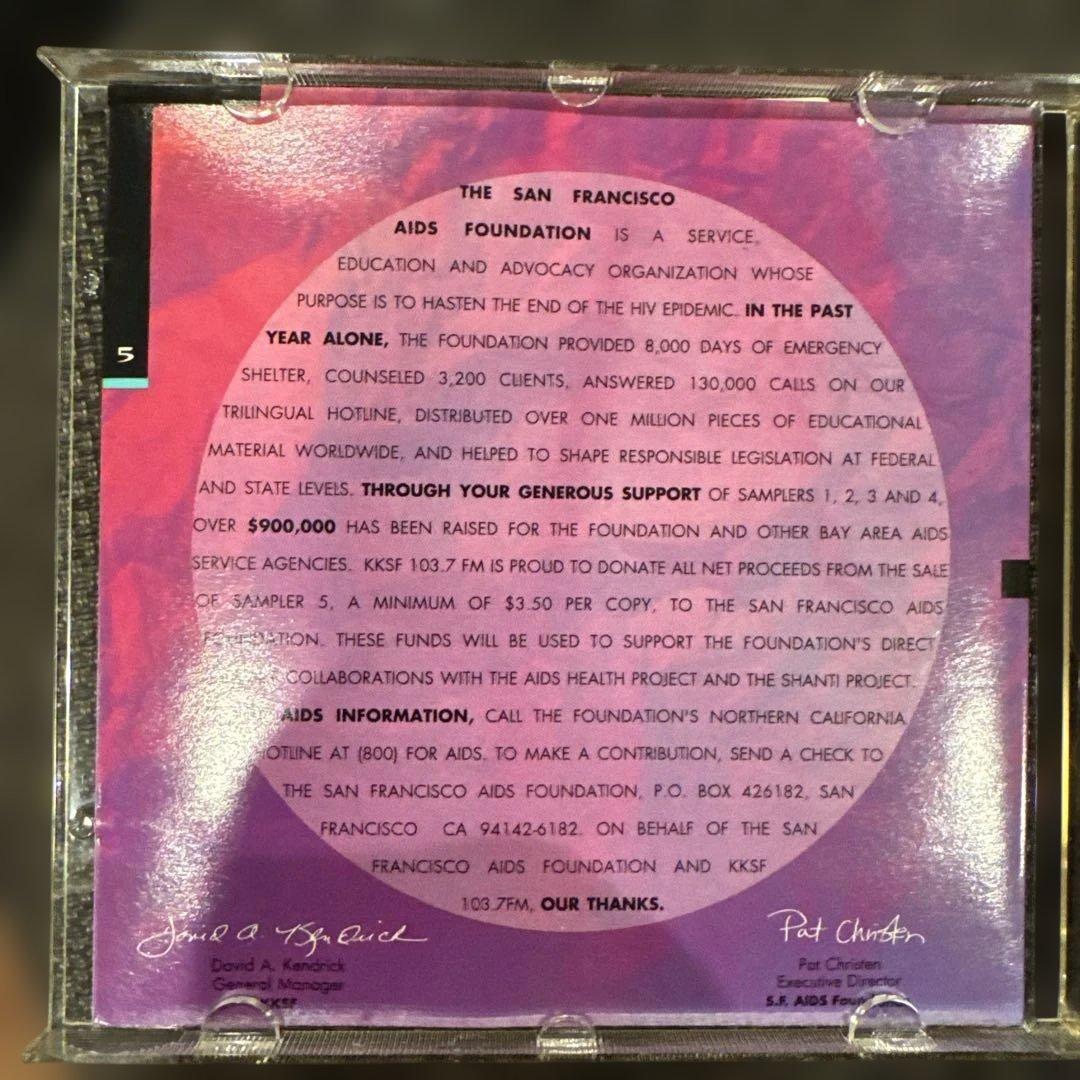 THE SAN FRANCISCO
AIDS FOUNDATION IS A SERVICE,
EDUCATION AND ADVOCACY ORGANIZATION WHOSE
PURPOSE IS TO HASTEN THE END OF THE HIV EPIDEMIC. IN THE PAST
YEAR ALONE, THE FOUNDATION PROVIDED 8,000 DAYS OF EMERGENCY
SHELTER, COUNSELED 3,200 CLIENTS, ANSWERED 130,000 CALLS ON OUR
TRILINGUAL HOTLINE, DISTRIBUTED OVER ONE MILLION PIECES OF EDUCATIONAL
MATERIAL WORLDWIDE, AND HELPED TO SHAPE RESPONSIBLE LEGISLATION AT FEDERAL
AND STATE LEVELS. THROUGH YOUR GENEROUS SUPPORT OF SAMPLERS 1, 2, 3 AND 4,
OVER $900,000 HAS BEEN RAISED FOR THE FOUNDATION AND OTHER BAY AREA AIDS
SERVICE AGENCIES. KKSF 103.7 FM IS PROUD TO DONATE ALL NET PROCEEDS FROM THE SALE
OF SAMPLER 5, A MINIMUM OF $3.50 PER COPY, TO THE SAN FRANCISCO AIDS
FOUNDATION. THESE FUNDS WILL BE USED TO SUPPORT THE FOUNDATION'S DIRECT
COLLABORATIONS WITH THE AIDS HEALTH PROJECT AND THE SHANTI PROJECT.
AIDS INFORMATION, CALL THE FOUNDATION'S NORTHERN CALIFORNIA
HOTLINE AT (800) FOR AIDS. TO MAKE A CONTRIBUTION, SEND A CHECK TO
THE SAN FRANCISCO AIDS FOUNDATION, P.O. BOX 426182, SAN
FRANCISCO CA 94142-6182. ON BEHALF OF THE SAN
FRANCISCO AIDS FOUNDATION AND KKSF
103.7FM, OUR THANKS.
5
David A. Kendrick
David A. Kendrick
General Manager
KKSF
Pat Christen
Pat Christen
Executive Director
S.F. AIDS Foundation